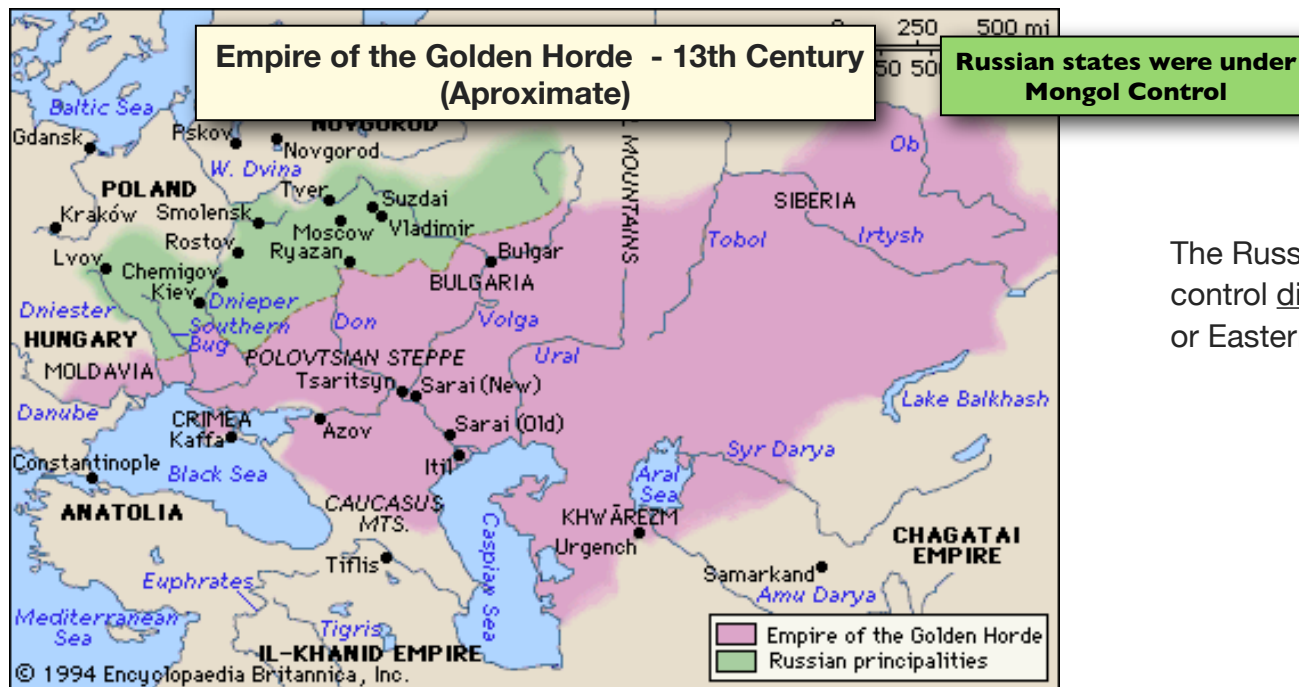 Empire of the Golden Horde - 13th Century
(Aproximate)
250
500 mi
Russian states were under
Mongol Control
Baltic Sea
Gdansk
Pskov
NOVGOROD
Novgorod
W. Dvina
Ob
MOUNTAINS
POLAND
Tver
Suzdai
SIBERIA
Kraków
Smolensk
Moscow
Vladimir
Tobol
Irtysh
Rostov
Ryazan
Bulgar
Lvov
Chemigov
BULGARIA
Kiev
Dnieper
Dniester
Southern
Bug
Don
Volga
HUNGARY
POLOVTSIAN STEPPE
Ural
MOLDAVIA
Tsaritsyn
Sarai (New)
Lake Balkhash
Danube
CRIMEA
Kaffa
Azov
Sarai (Old)
Syr Darya
Constantinople
Black Sea
Itil
Aral
Sea
ANATOLIA
CAUCASUS
MTS.
Caspian Sea
KHWĀREZM
Urgench
CHAGATAI
EMPIRE
Tiflis
Samarkand
Euphrates
Amu Darya
Mediterranean
Sea
Tigris
IL-KHANID EMPIRE
Empire of the Golden Horde
Russian principalities
© 1994 Encyclopaedia Britannica, Inc.
The Russ
control di
or Easter